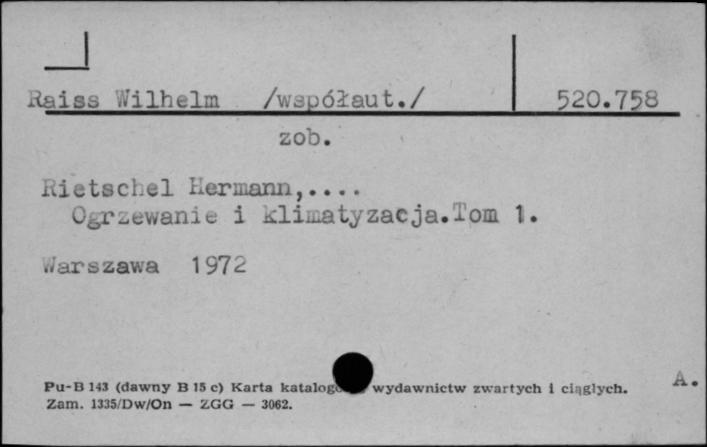 Raiss Wilhelm /współaut./ 520.758
zob.
Rietschel Hermann,....
Ogrzewanie i klimatyzacja.Tom 1.
Warszawa 1972
Pu-B 143 (dawny B 15 c) Karta wydawnictw zwartych i ciągłych.
A.
Zam. 1335/Dw/On — ZGG — 3062.